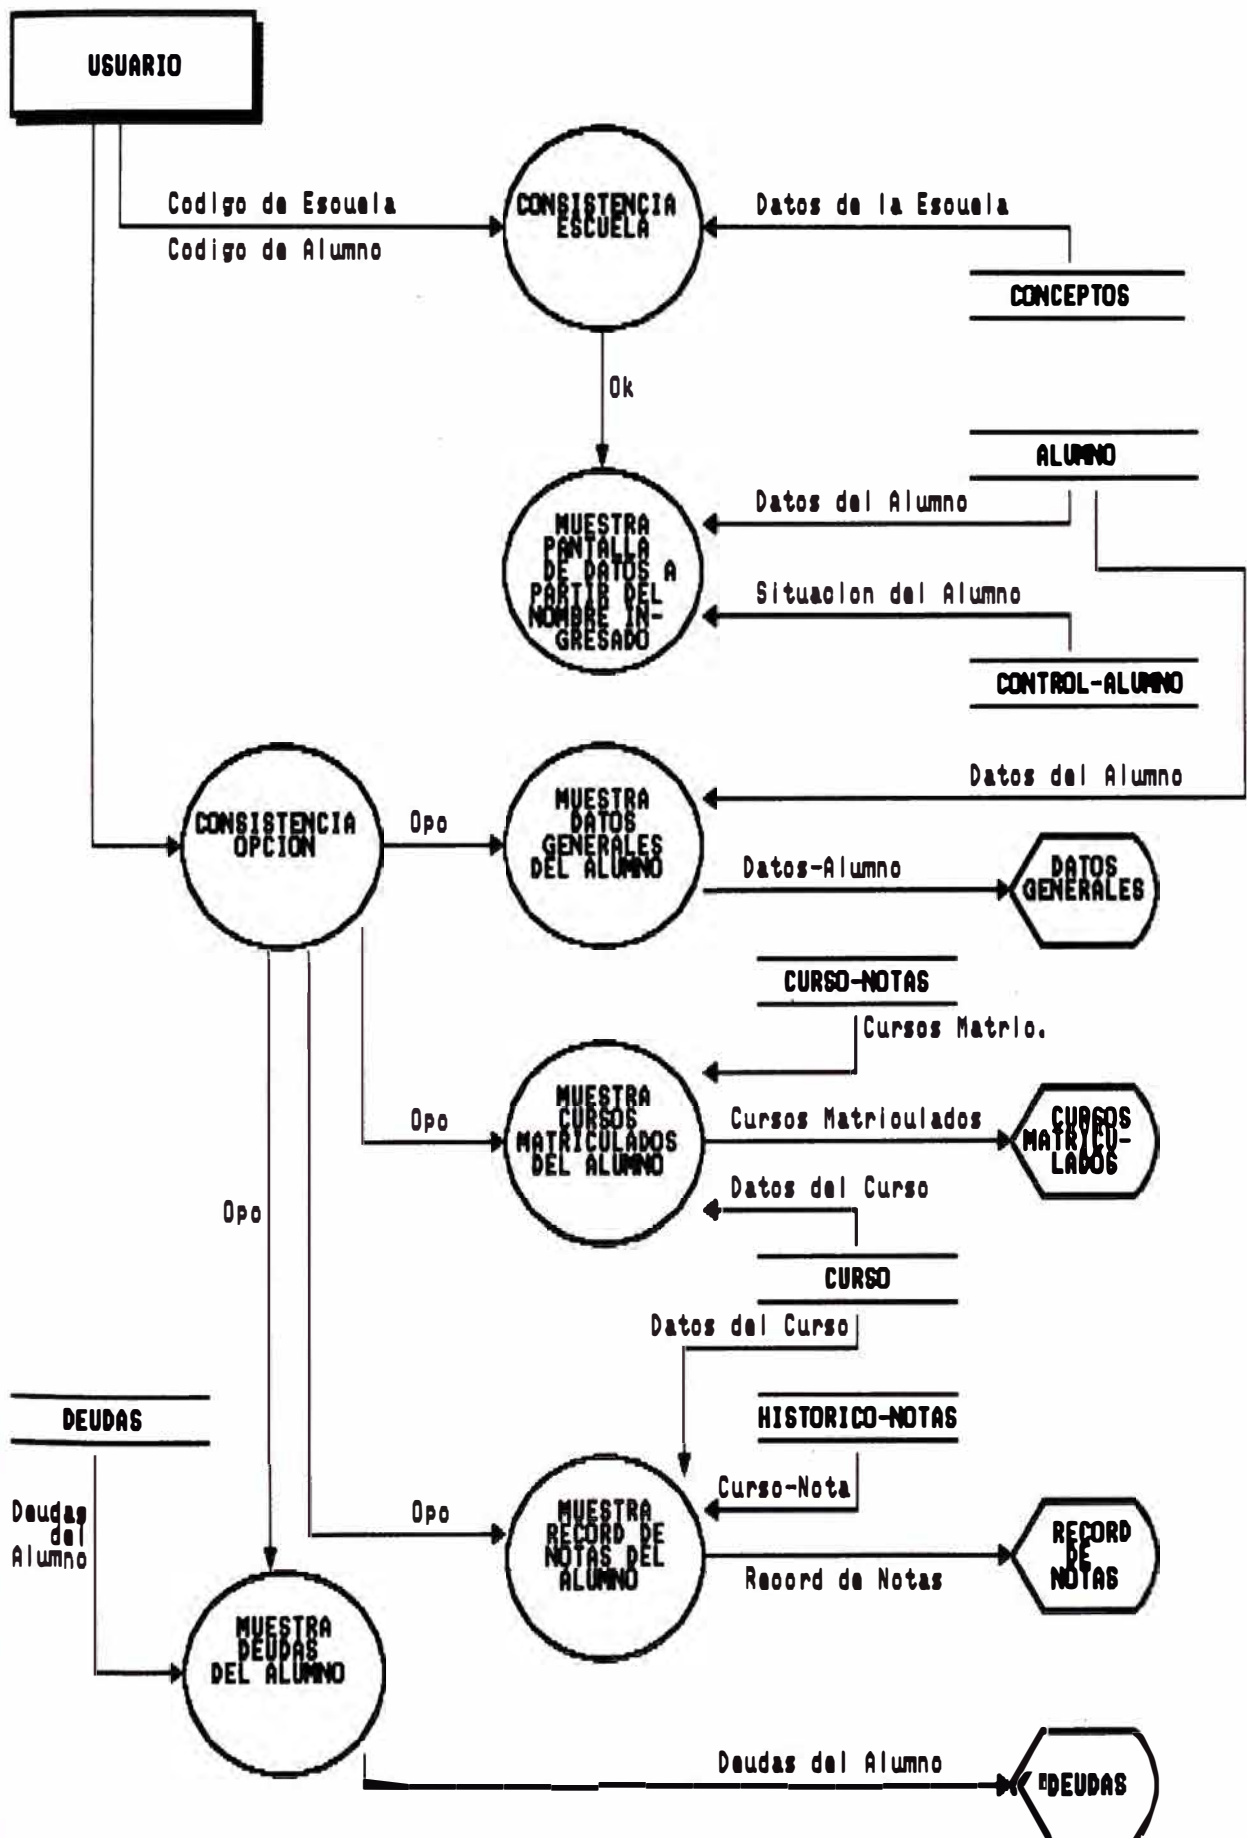 USUARIO
Codigo de Escuela
Codigo de Alumno
CONSISTENCIA
ESCUELA
Datos de la Escuela
CONCEPTOS
Ok
ALUMNO
Datos del Alumno
MUESTRA
PANTALLA
DE DATOS A
PARTIR DEL
NOMBRE IN-
GRESADO
Situacion del Alumno
CONTROL-ALUMNO
Datos del Alumno
CONSISTENCIA
OPCION
Opc
MUESTRA
DATOS
GENERALES
DEL ALUMNO
Datos-Alumno
DATOS
GENERALES
CURSO-NOTAS
Cursos Matric.
Opc
MUESTRA
CURSOS
MATRICULADOS
DEL ALUMNO
Cursos Matriculados
CURSOS
MATRICU-
LADOS
Datos del Curso
Opc
CURSO
Datos del Curso
DEUDAS
HISTORICO-NOTAS
Curso-Nota
Deudas
del
Alumno
Opc
MUESTRA
RECORD DE
NOTAS DEL
ALUMNO
Record de Notas
RECORD
DE
NOTAS
MUESTRA
DEUDAS
DEL ALUMNO
Deudas del Alumno
DEUDAS